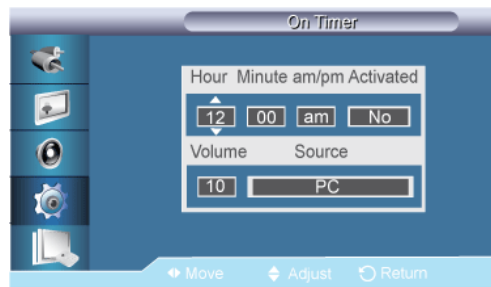 On Timer
Hour Minute am/pm Activated
12 00 am No
Volume Source
10 PC
Move Adjust Return